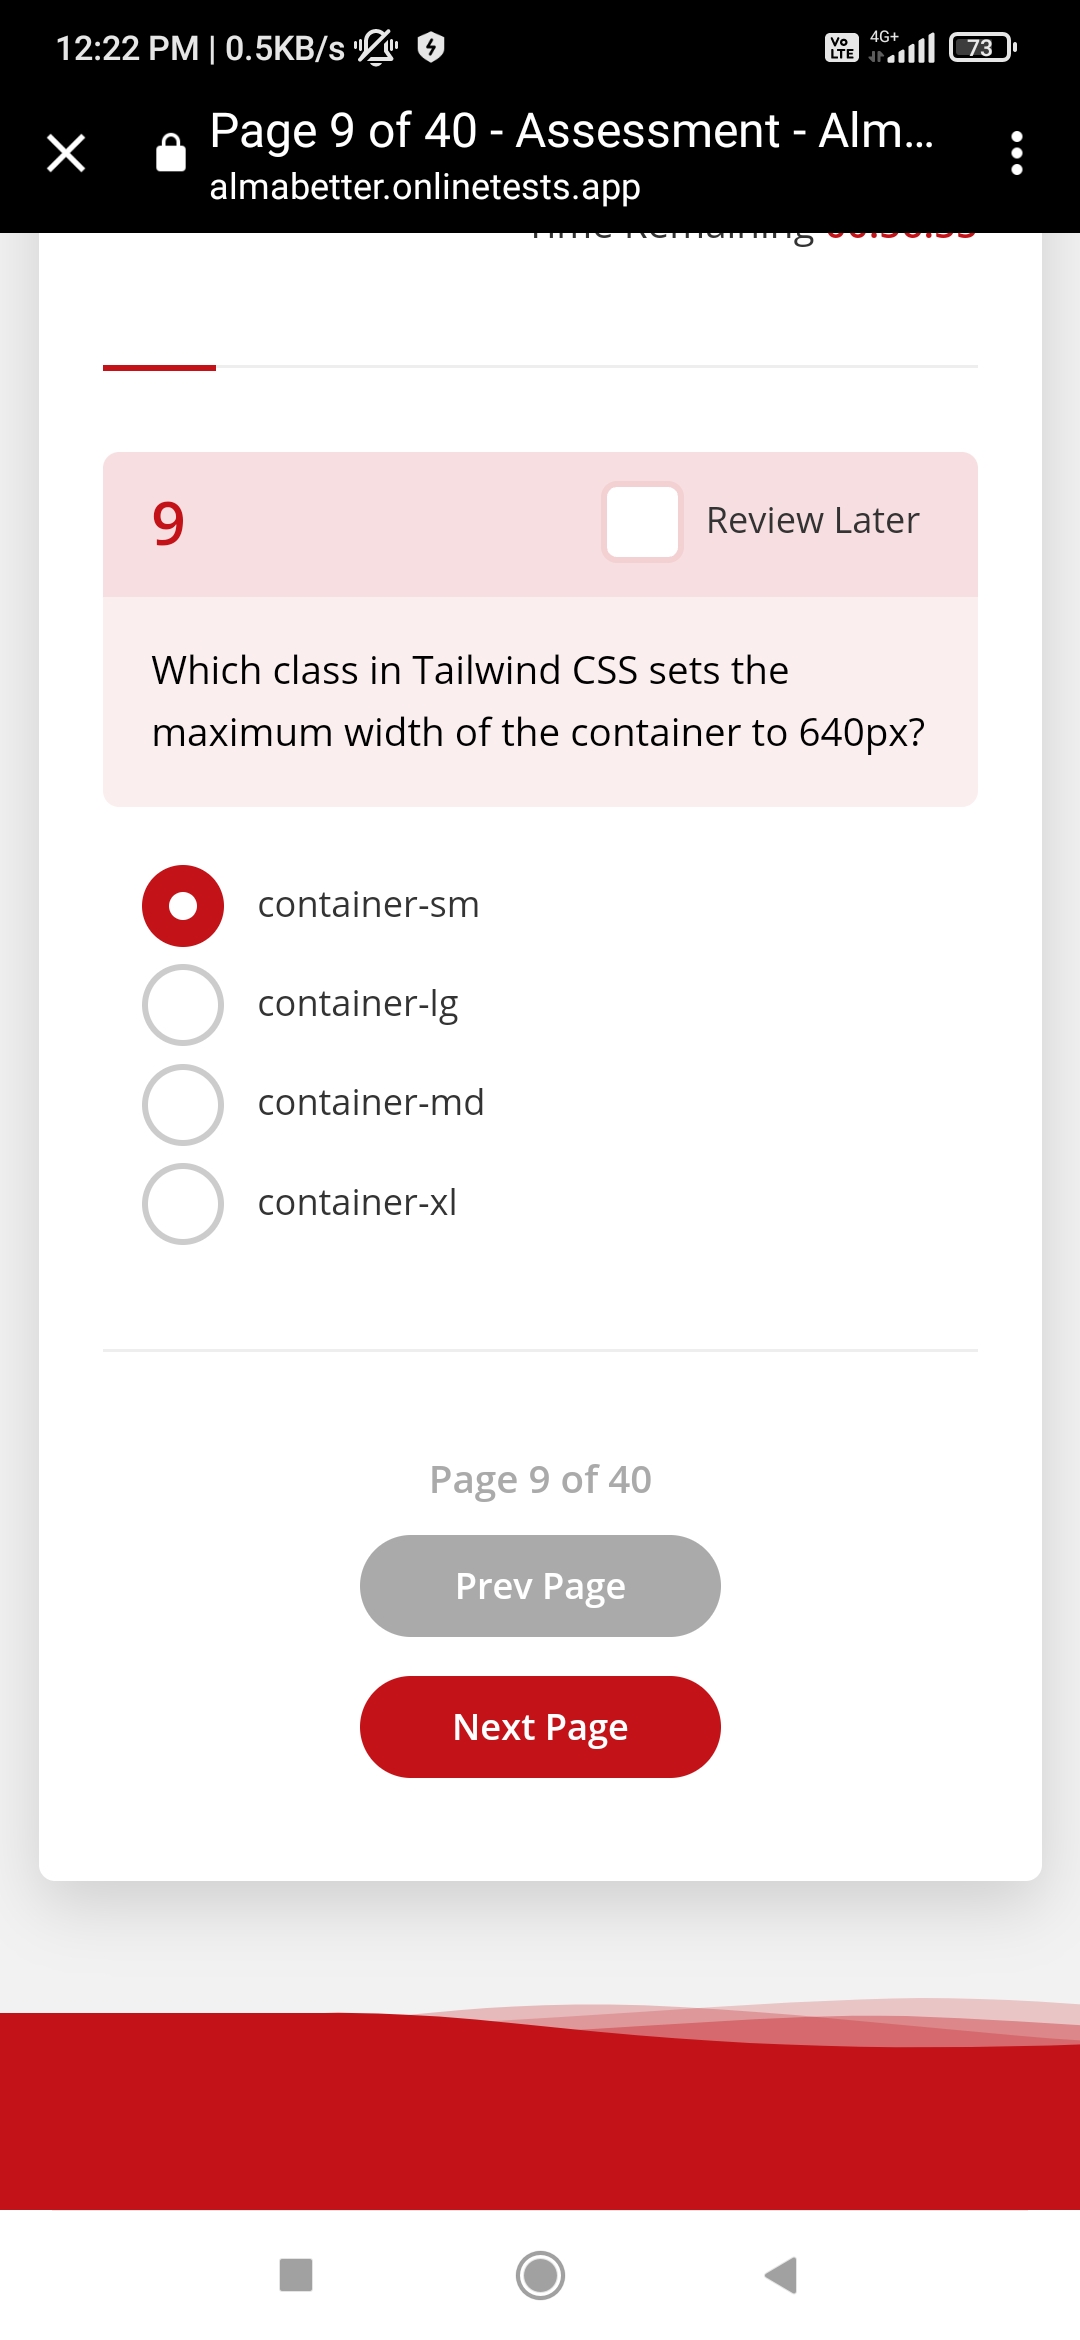 12:22 PM | 0.5KB/s
Vo LTE 4G+ 73
Page 9 of 40 - Assessment - Alm...
almabetter.onlinetests.app
Time Remaining
9
Review Later
Which class in Tailwind CSS sets the
maximum width of the container to 640px?
container-sm
container-lg
container-md
container-xl
Page 9 of 40
Prev Page
Next Page